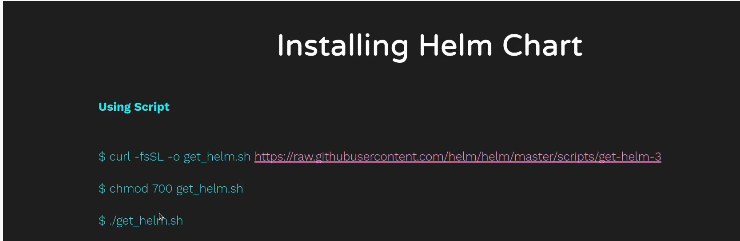 Installing Helm Chart
Using Script
$ curl -fsSL -o get_helm.sh https://raw.githubusercontent.com/helm/helm/master/scripts/get-helm-3
$ chmod 700 get_helm.sh
$ ./get_helm.sh